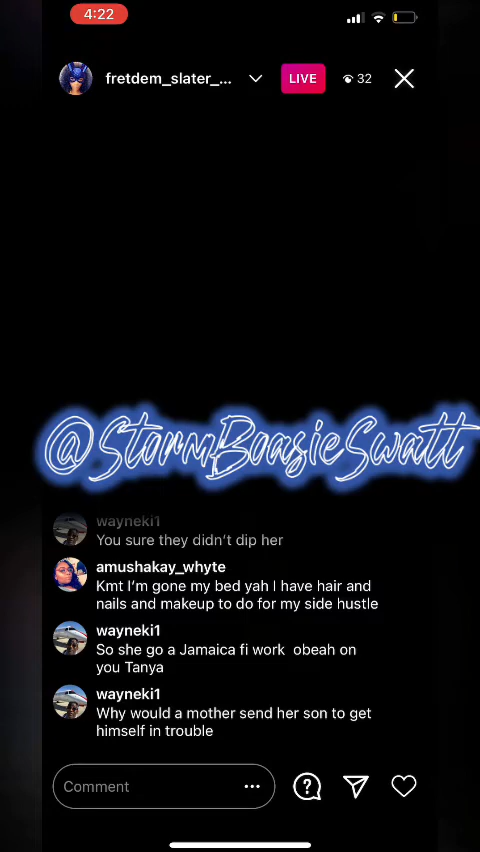 4:22
fretdem_slater_...
LIVE
32
@StormBoasieSwatt
wayneki1
You sure they didn't dip her
amushakay_whyte
Kmt I'm gone my bed yah I have hair and
nails and makeup to do for my side hustle
wayneki1
So she go a Jamaica fi work obeah on
you Tanya
wayneki1
Why would a mother send her son to get
himself in trouble
Comment